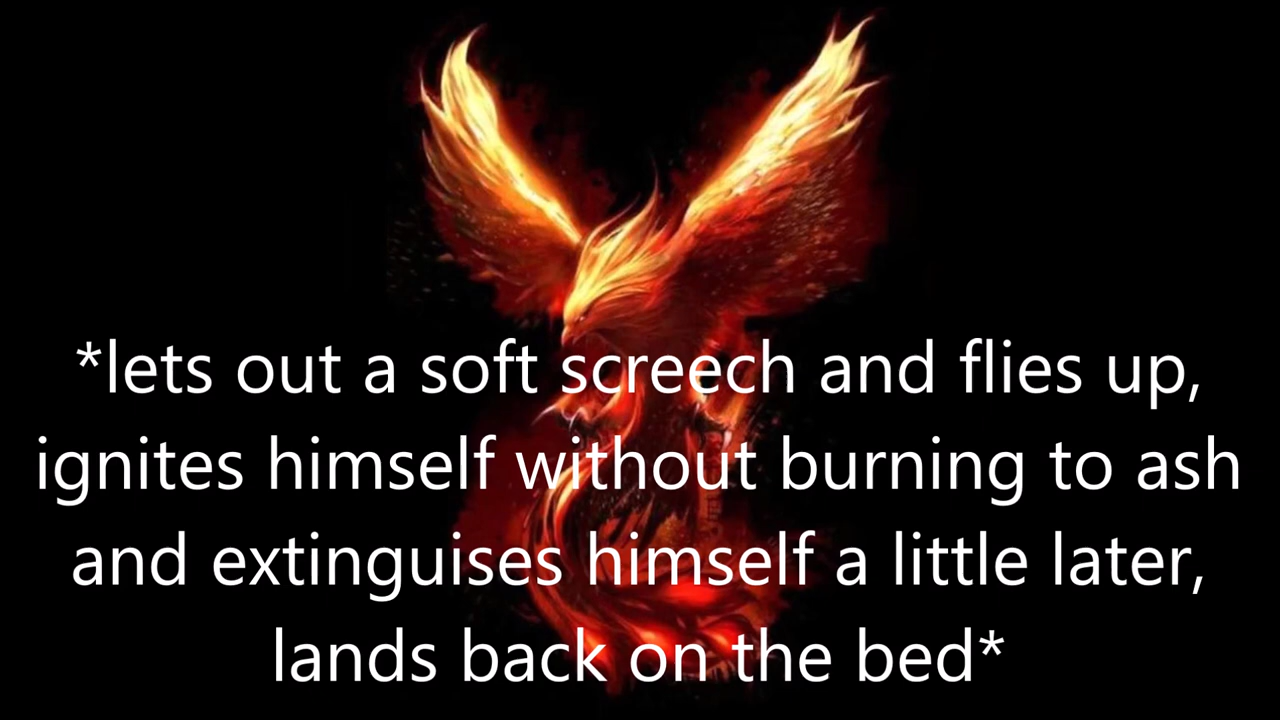 *lets out a soft screech and flies up,
ignites himself without burning to ash
and extinguises himself a little later,
lands back on the bed*